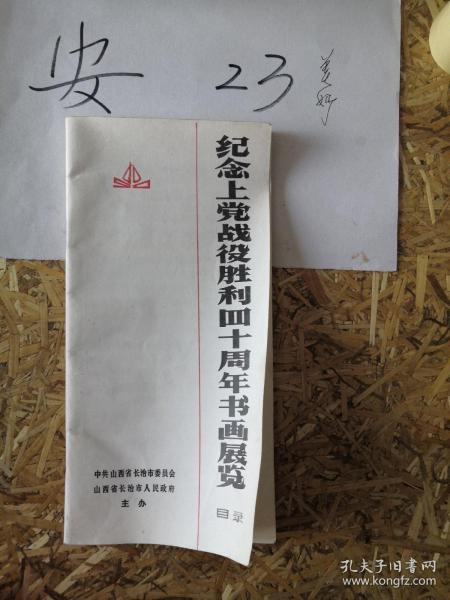 安 23 美婷
纪念上党战役胜利四十周年书画展览
目录
中共山西省长治市委员会
山西省长治市人民政府
主办
孔夫子旧书网
www.kongfz.com